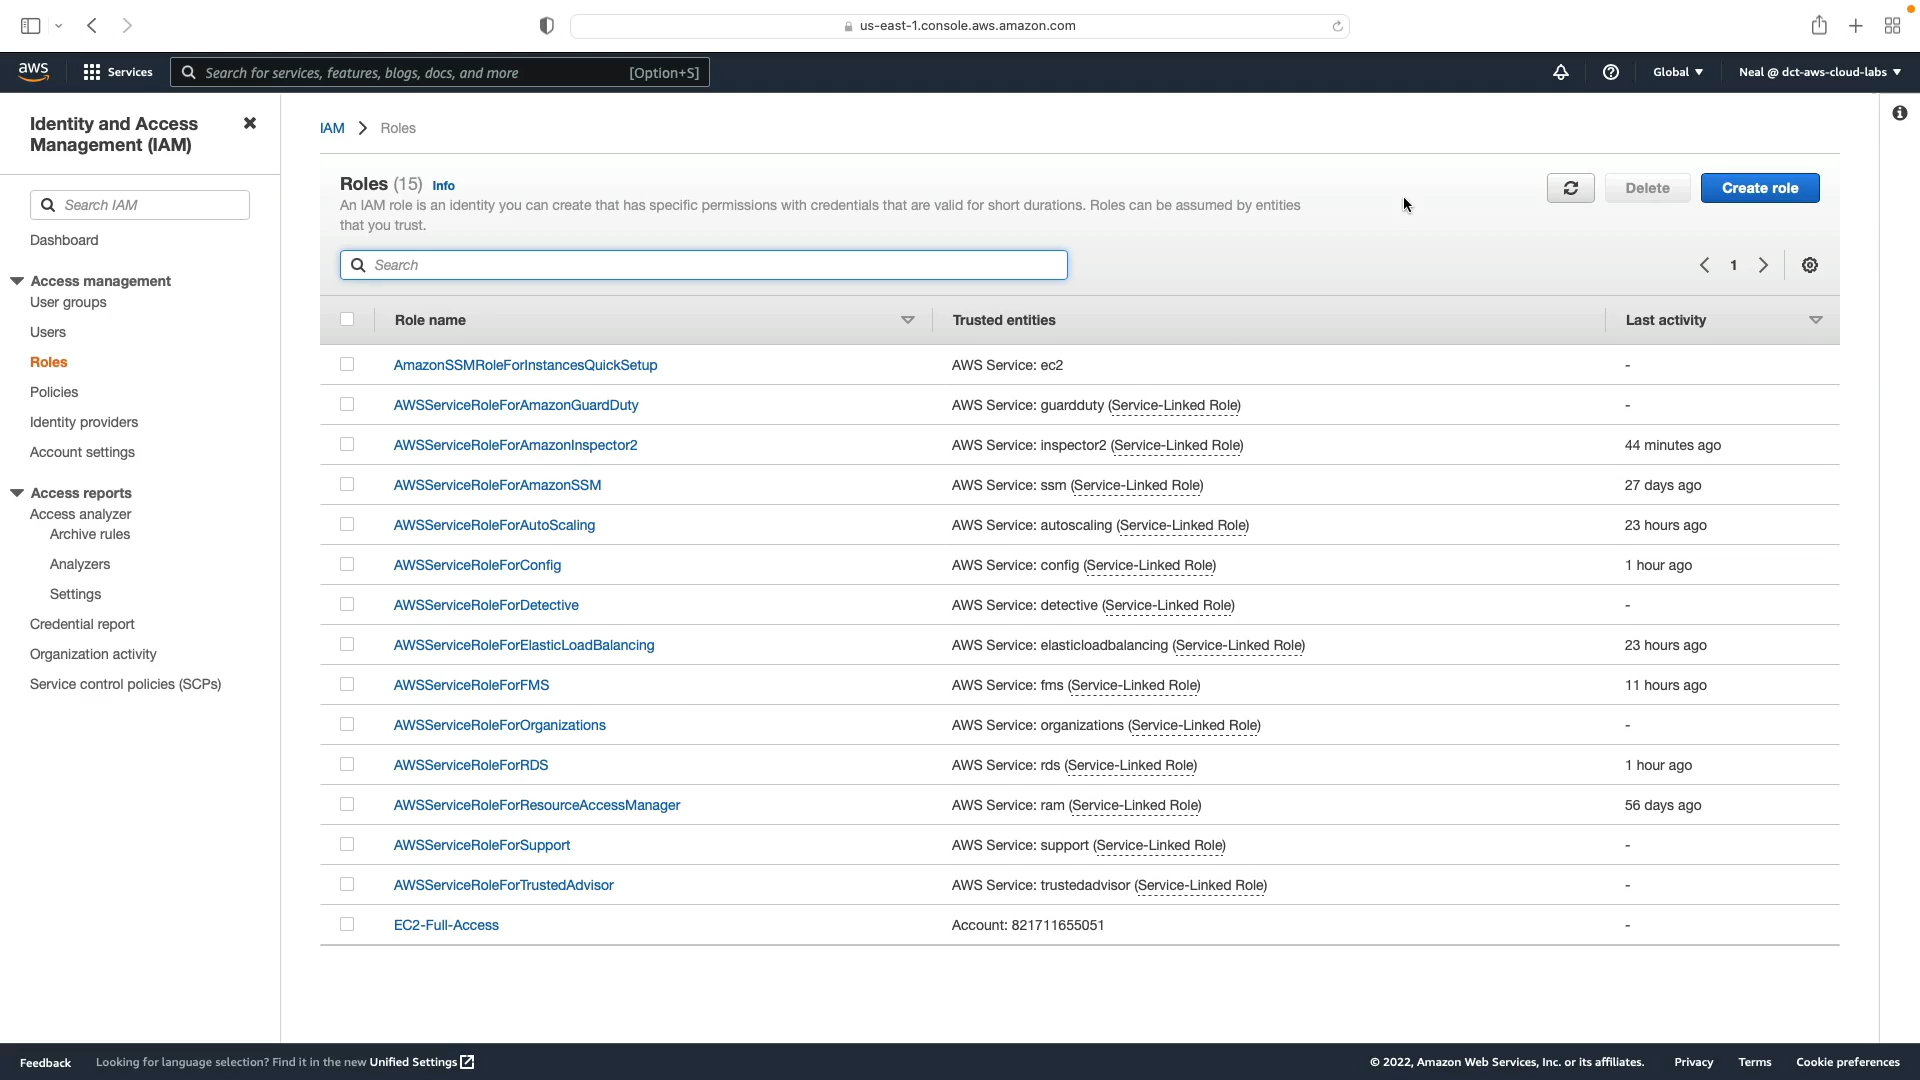 us-east-1.console.aws.amazon.com
aws
Services
Search for services, features, blogs, docs, and more
[Option+S]
Global
Neal @ dct-aws-cloud-labs
Identity and Access
Management (IAM)
Search IAM
Dashboard
Access management
User groups
Users
Roles
Policies
Identity providers
Account settings
Access reports
Access analyzer
Archive rules
Analyzers
Settings
Credential report
Organization activity
Service control policies (SCPs)
IAM > Roles
Roles (15) Info
An IAM role is an identity you can create that has specific permissions with credentials that are valid for short durations. Roles can be assumed by entities
that you trust.
Delete
Create role
Search
1
Role name Trusted entities Last activity
AmazonSSMRoleForInstancesQuickSetup AWS Service: ec2 -
AWSServiceRoleForAmazonGuardDuty AWS Service: guardduty (Service-Linked Role) -
AWSServiceRoleForAmazonInspector2 AWS Service: inspector2 (Service-Linked Role) 44 minutes ago
AWSServiceRoleForAmazonSSM AWS Service: ssm (Service-Linked Role) 27 days ago
AWSServiceRoleForAutoScaling AWS Service: autoscaling (Service-Linked Role) 23 hours ago
AWSServiceRoleForConfig AWS Service: config (Service-Linked Role) 1 hour ago
AWSServiceRoleForDetective AWS Service: detective (Service-Linked Role) -
AWSServiceRoleForElasticLoadBalancing AWS Service: elasticloadbalancing (Service-Linked Role) 23 hours ago
AWSServiceRoleForFMS AWS Service: fms (Service-Linked Role) 11 hours ago
AWSServiceRoleForOrganizations AWS Service: organizations (Service-Linked Role) -
AWSServiceRoleForRDS AWS Service: rds (Service-Linked Role) 1 hour ago
AWSServiceRoleForResourceAccessManager AWS Service: ram (Service-Linked Role) 56 days ago
AWSServiceRoleForSupport AWS Service: support (Service-Linked Role) -
AWSServiceRoleForTrustedAdvisor AWS Service: trustedadvisor (Service-Linked Role) -
EC2-Full-Access Account: 821711655051 -
Feedback
Looking for language selection? Find it in the new Unified Settings
© 2022, Amazon Web Services, Inc. or its affiliates.
Privacy
Terms
Cookie preferences